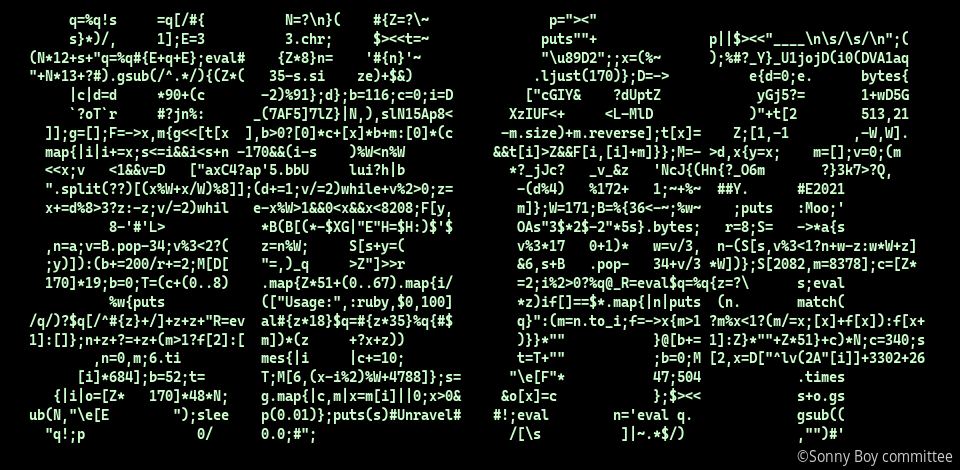 q=%q!s     =q[/#{          N=?\n}(    #{Z=?\~               p="><"
s}*)/,     1];E=3          3.chr;     $><<t=~              puts""+              p||$><<"____\n\s/\s/\n";(
(N*12+s+"q=%q#{E+q+E};eval#    {Z*8}n=    '#{n}'~               "\u89D2";;x=(%~      );%#?_Y}_U1jojD(i0(DVA1aq
"+N*13+?#).gsub(/^.*/){(Z*(   35-s.si    ze)+$&)               .ljust(170)};D=->          e{d=0;e.      bytes{
|c|d=d     *90+(c       -2)%91};d};b=116;c=0;i=D         ["cGIY&    ?dUptZ            yGj5?=       1+wD5G
`?oT`r     #?jn%:      _(7AF5]7lZ}|N,),slN15Ap8<       XzIUF<+     <L-MlD            )"+t[2        513,21
]];g=[];F=->x,m{g<<[t[x  ],b>0?[0]*c+[x]*b+m:[0]*(c      -m.size)+m.reverse];t[x]=    Z;[1,-1        ,-W,W].
map{|i|i+=x;s<=i&&i<s+n -170&&(i-s    )%W<n%W           &&t[i]>Z&&F[i,[i]+m]}};M=- >d,x{y=x;    m=[];v=0;(m
<<x;v   <1&&v=D   ["axC4?ap'5.bbU     lui?h|b             *?_jJc?   _v_&z   'NcJ{(Hn{?_O6m       ?}3k7>?Q,
".split(??)[(x%W+x/W)%8]];(d+=1;v/=2)while+v%2>0;z=        -(d%4)   %172+   1;~+%~  ##Y.      #E2021
x+=d%8>3?z:-z;v/=2)whil   e-x%W>1&&0<x&&x<8208;F[y,        m]};W=171;B=%{36<-~;%w~    ;puts   :Moo;'
8-'#'L>            *B(B[(*-$XG|"E"H=$H:)$'$        OAs"3$*2$-2"*5s}.bytes;   r=8;S=   ->*a{s
,n=a;v=B.pop-34;v%3<2?(    z=n%W;     S[s+y=(              v%3*17   0+1)*   w=v/3,  n-(S[s,v%3<1?n+w-z:w*W+z]
;y)]):(b+=200/r+=2;M[D[    "=,)_q     >Z"]>>r              &6,s+B   .pop-   34+v/3 *W])};S[2082,m=8378];c=[Z*
170]*19;b=0;T=(c+(0..8)    .map{Z*51+(0..67).map{i/        =2;i%2>0?%q@_R=eval$q=%q{z=?\      s;eval
%w{puts            (["Usage:",:ruby,$0,100]        *z)if[]==$*.map{|n|puts  (n.       match(
/q/)?$q[/^#{z}+/]+z+z+"R=ev  al#{z*18}$q=#{z*35}%q{#$        q}":(m=n.to_i;f=->x{m>1 ?m%x<1?(m/=x;[x]+f[x]):f[x+
1]:[]};n+z+?=+z+(m>1?f[2]:[  m])*(z     +?x+z))              )}}*""           }@[b+= 1]:Z}*""+Z*51}+c)*N;c=340;s
,n=0,m;6.ti          mes{|i     |c+=10;              t=T+""           ;b=0;M [2,x=D["^lv(2A"[i]]+3302+26
[i]*684];b=52;t=       T;M[6,(x-i%2)%W+4788]};s=      "\e[F"*           47;504            .times
{|i|o=[Z*   170]*48*N;    g.map{|c,m|x=m[i]||0;x>0&     &o[x]=c            };$><<            s+o.gs
ub(N,"\e[E        ");slee    p(0.01)};puts(s)#Unravel#    #!;eval        n='eval q.             gsub((
"q!;p              0/      0.0;#";                        /[\s          ]|~.*$/)              ,"")#'
©Sonny Boy committee